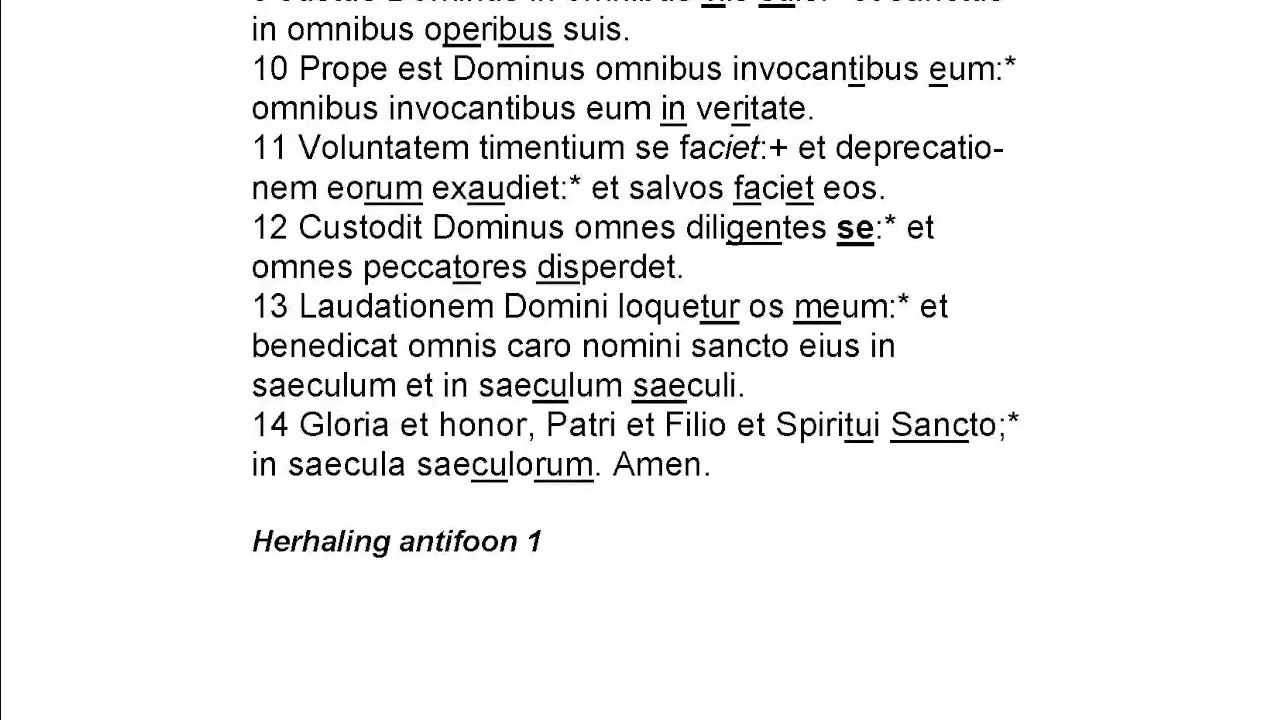 in omnibus operibus suis.
10 Prope est Dominus omnibus invocantibus eum:*
omnibus invocantibus eum in veritate.
11 Voluntatem timentium se faciet:+ et deprecatio-
nem eorum exaudiet:* et salvos faciet eos.
12 Custodit Dominus omnes diligentes se:* et
omnes peccatores disperdet.
13 Laudationem Domini loquetur os meum:* et
benedicat omnis caro nomini sancto eius in
saeculum et in saeculum saeculi.
14 Gloria et honor, Patri et Filio et Spiritui Sancto;*
in saecula saeculorum. Amen.
Herhaling antifoon 1